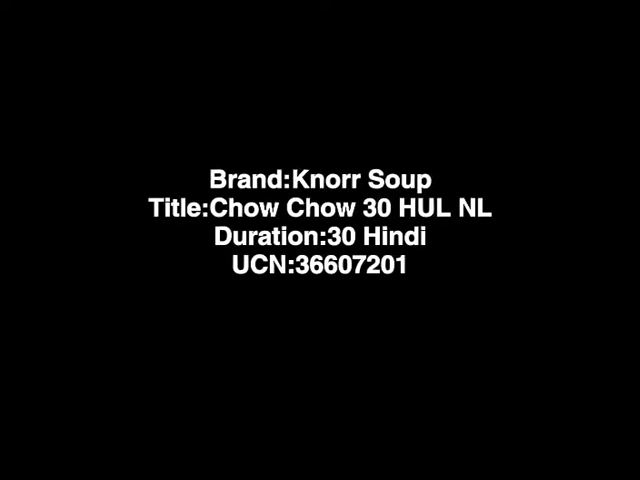 Brand:Knorr Soup
Title:Chow Chow 30 HUL NL
Duration:30 Hindi
UCN:36607201